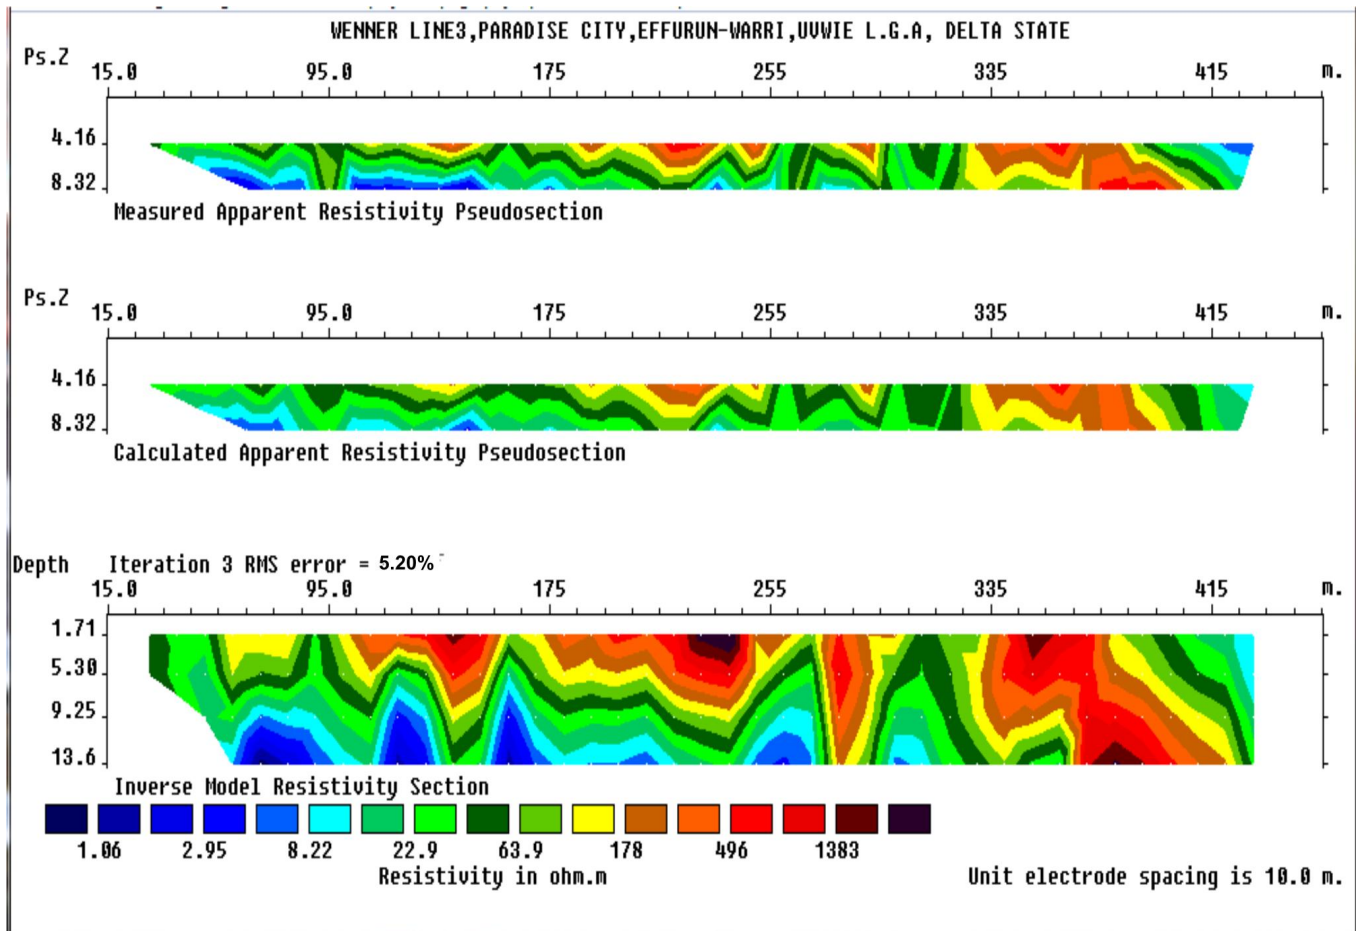 WENNER LINE3,PARADISE CITY,EFFURUN-WARRI,UVWIE L.G.A, DELTA STATE
Ps.Z
15.0 95.0 175 255 335 415 m.
4.16
8.32
Measured Apparent Resistivity Pseudosection
Ps.Z
15.0 95.0 175 255 335 415 m.
4.16
8.32
Calculated Apparent Resistivity Pseudosection
Depth Iteration 3 RMS error = 5.20%
15.0 95.0 175 255 335 415 m.
1.71
5.30
9.25
13.6
Inverse Model Resistivity Section
1.06 2.95 8.22 22.9 63.9 178 496 1383
Resistivity in ohm.m Unit electrode spacing is 10.0 m.